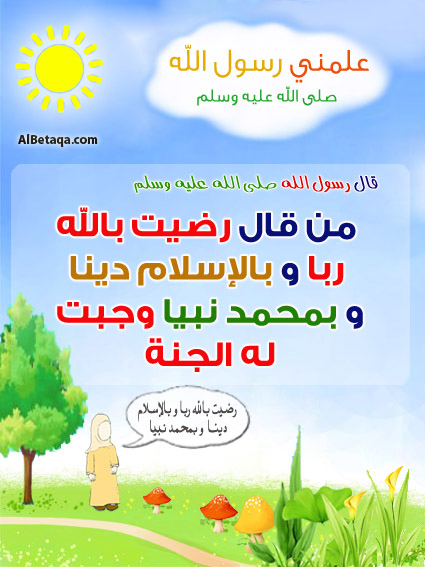 علمني رسول الله
صلى الله عليه وسلم
AlBetaqa.com
قال رسول الله صلى الله عليه وسلم
من قال رضيت بالله
ربا و بالإسلام دينا
و بمحمد نبيا وجبت
له الجنة
رضيت بالله ربا و بالإسلام
دينا و بمحمد نبيا